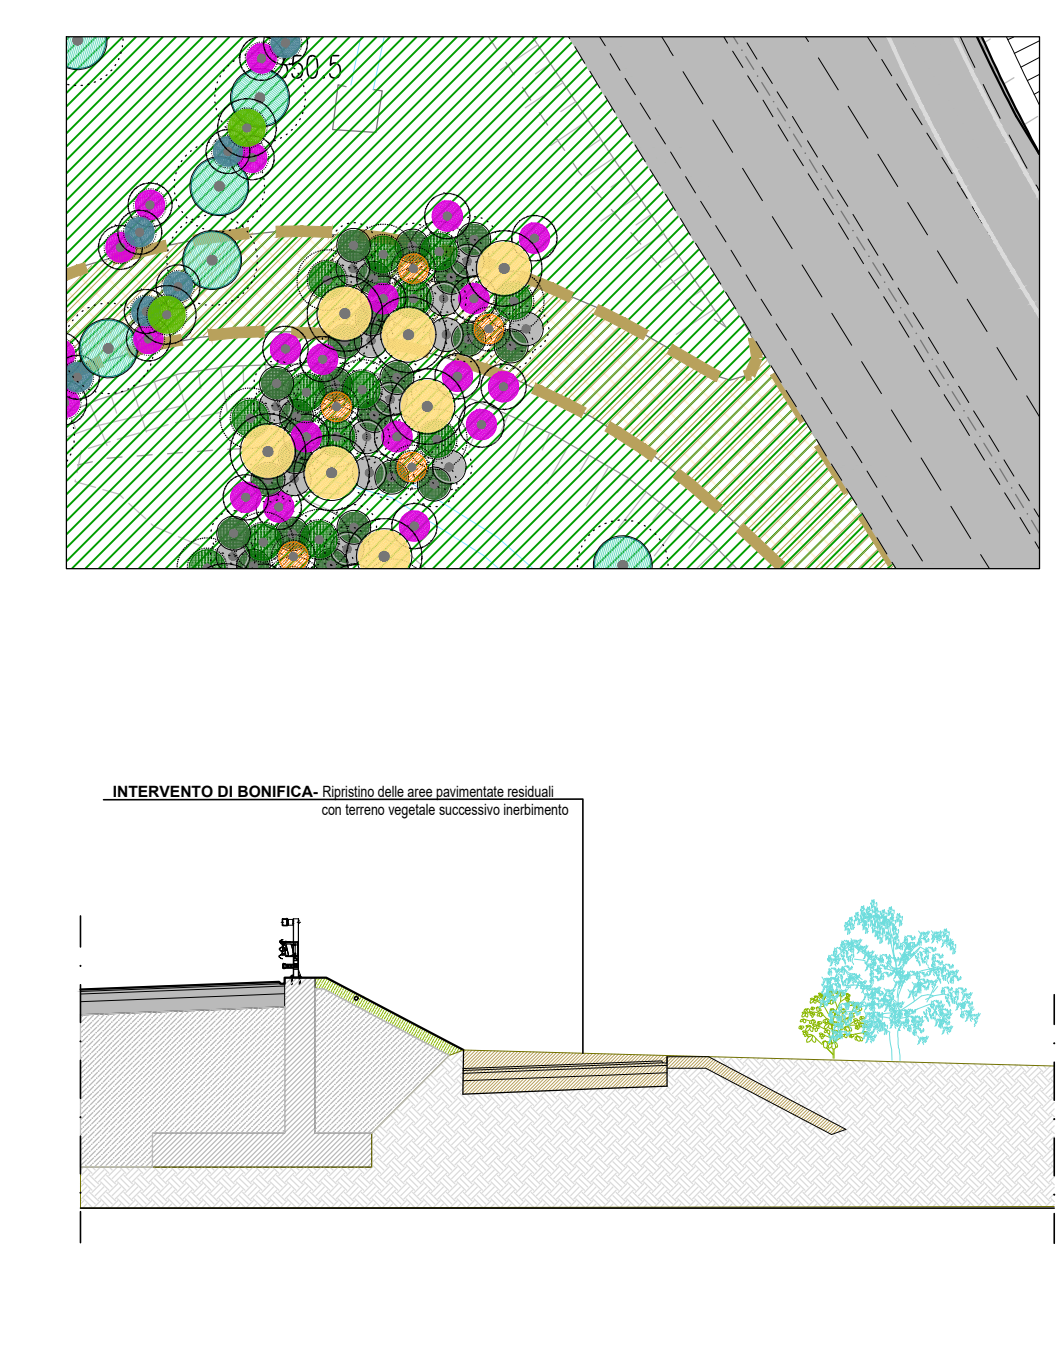 550.5
INTERVENTO DI BONIFICA- Ripristino delle aree pavimentate residuali
con terreno vegetale successivo inerbimento